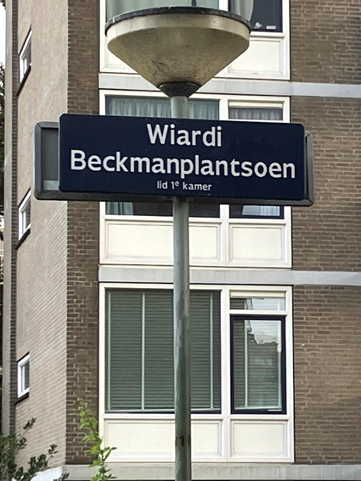 Wiardi
Beckmanplantsoen
lid 1e kamer